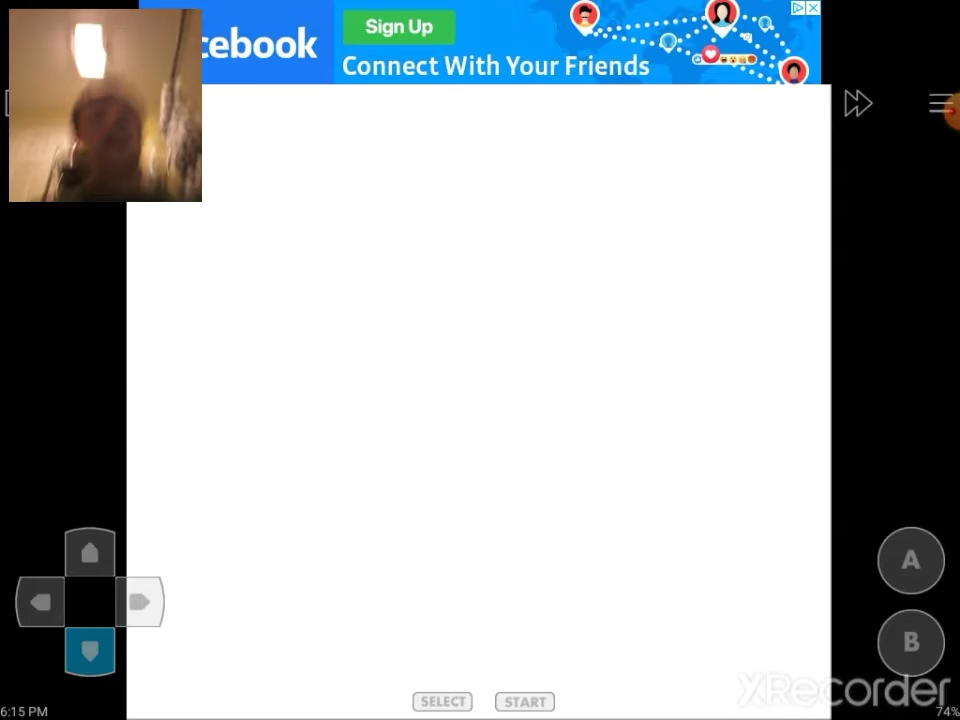 cebook
Sign Up
Connect With Your Friends
A
B
SELECT
START
XRecorder
6:15 PM
74%